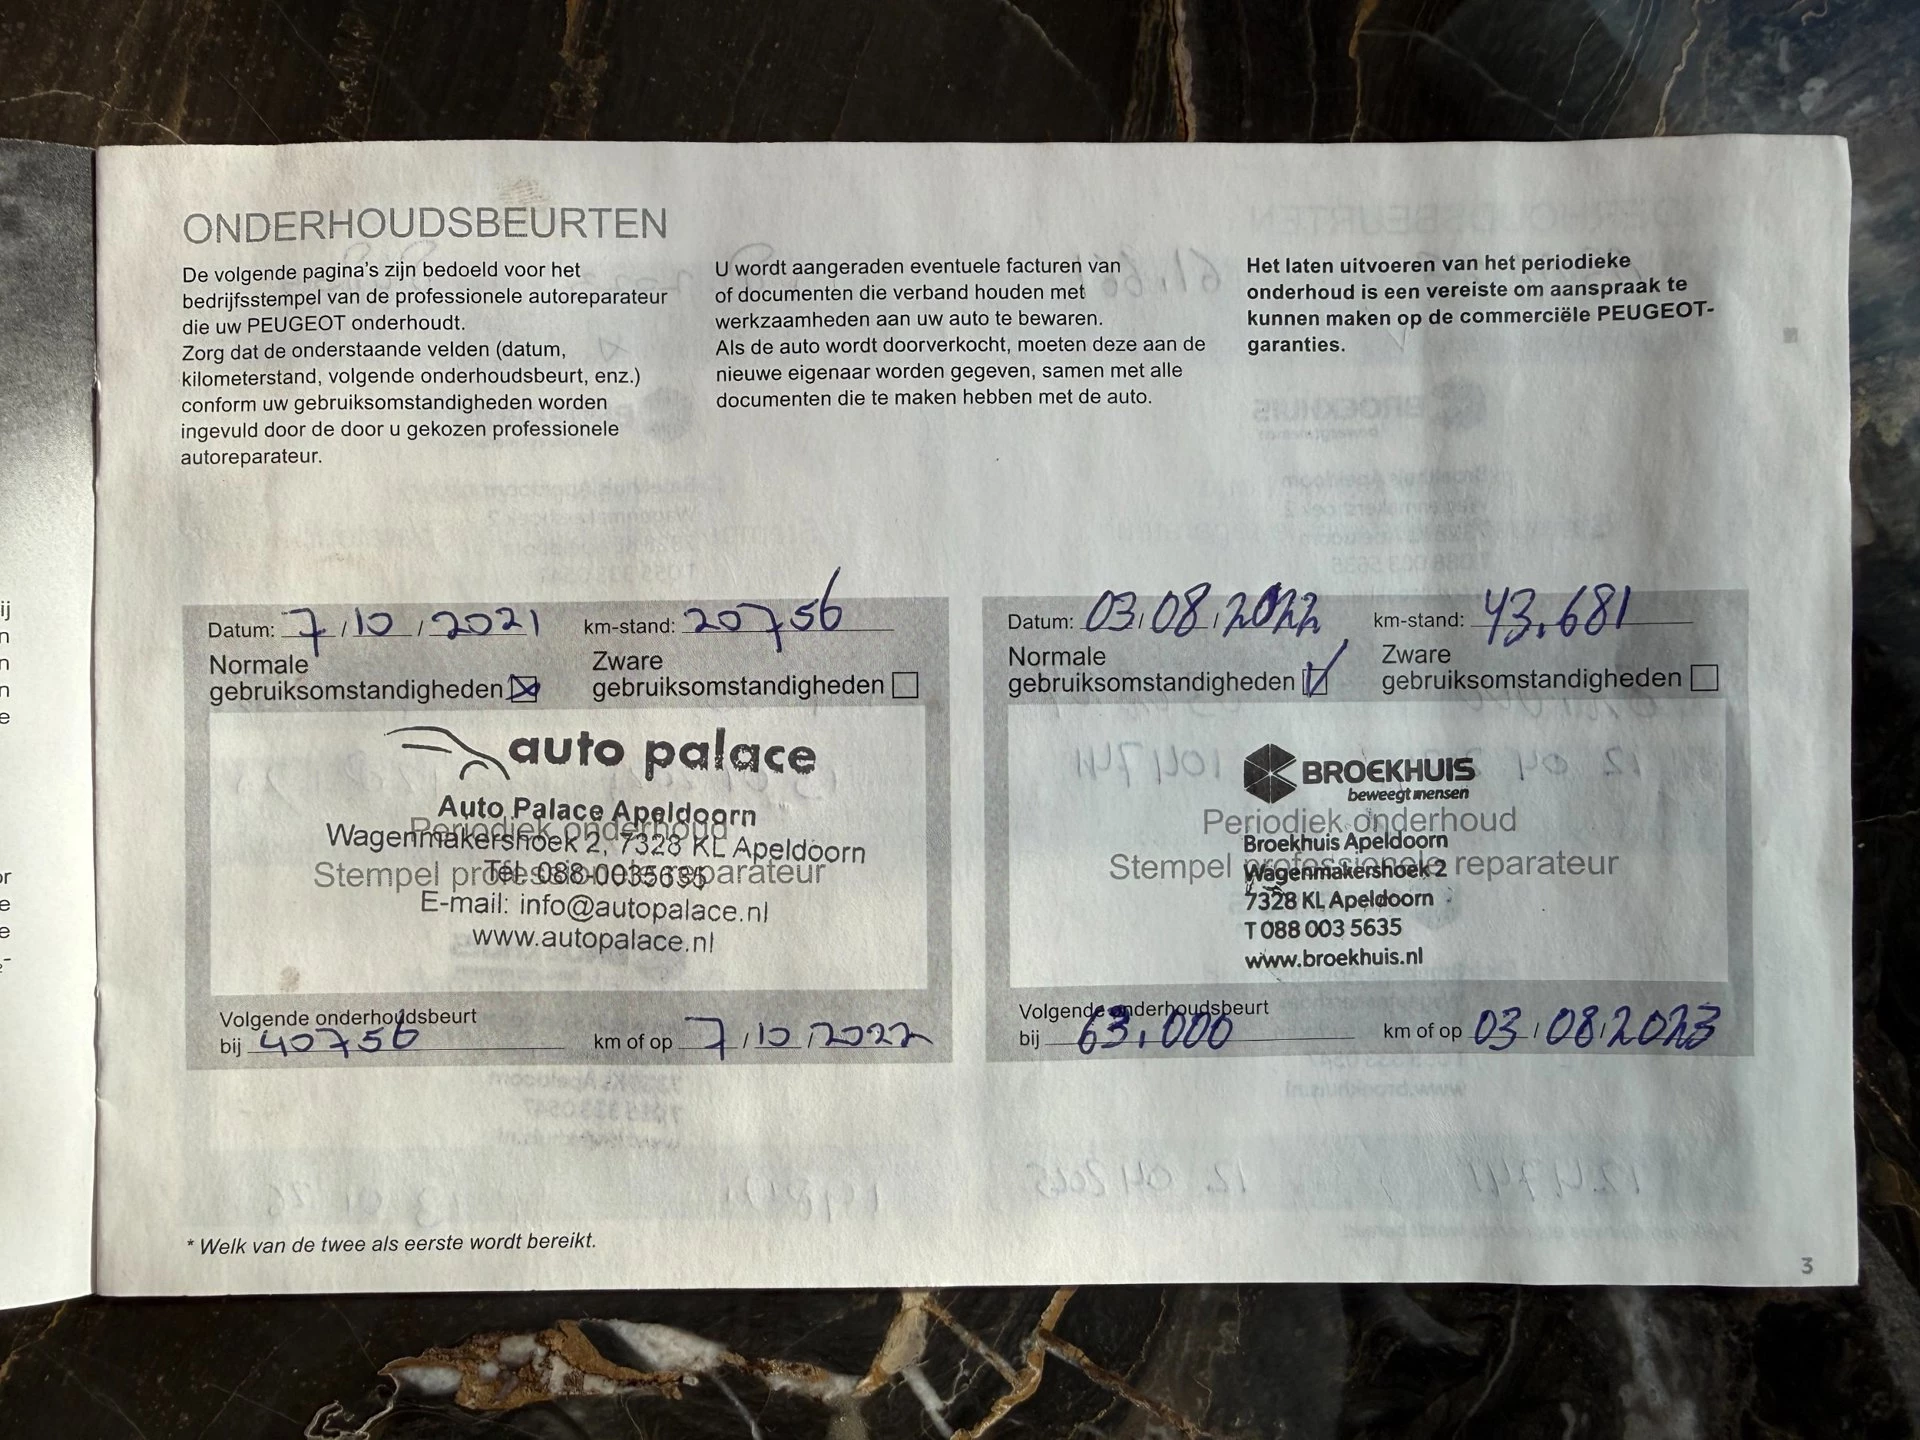 ONDERHOUDSBEURTEN
De volgende pagina's zijn bedoeld voor het
bedrijfsstempel van de professionele autoreparateur
die uw PEUGEOT onderhoudt.
Zorg dat de onderstaande velden (datum,
kilometerstand, volgende onderhoudsbeurt, enz.)
conform uw gebruiksomstandigheden worden
ingevuld door de door u gekozen professionele
autoreparateur.
U wordt aangeraden eventuele facturen van
of documenten die verband houden met
werkzaamheden aan uw auto te bewaren.
Als de auto wordt doorverkocht, moeten deze aan de
nieuwe eigenaar worden gegeven, samen met alle
documenten die te maken hebben met de auto.
Het laten uitvoeren van het periodieke
onderhoud is een vereiste om aanspraak te
kunnen maken op de commerciële PEUGEOT-
garanties.
Datum: 7/10/2021 km-stand: 20756
Normale Zware
gebruiksomstandigheden gebruiksomstandigheden
auto palace
Auto Palace Apeldoorn
Periodiek onderhoud
Wagenmakershoek 2, 7328 KL Apeldoorn
Stempel professionele reparateur
Tel: 088-0035635
E-mail: info@autopalace.nl
www.autopalace.nl
Volgende onderhoudsbeurt
bij 40756 km of op 7/10/2022
Datum: 03/08/2022 km-stand: 43.681
Normale Zware
gebruiksomstandigheden gebruiksomstandigheden
BROEKHUIS
beweegt mensen
Periodiek onderhoud
Broekhuis Apeldoorn
Stempel professionele reparateur
Wagenmakershoek 2
7328 KL Apeldoorn
T 088 003 5635
www.broekhuis.nl
Volgende onderhoudsbeurt
bij 63.000 km of op 03/08/2023
* Welk van de twee als eerste wordt bereikt.
3